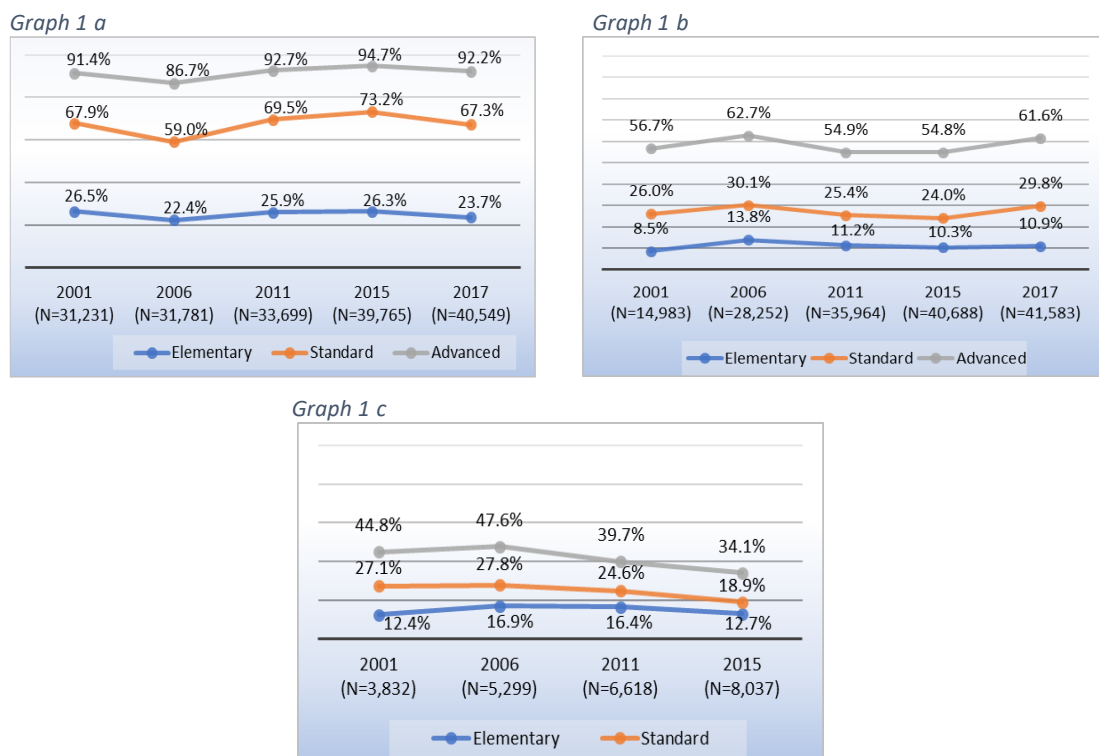 Graph 1 a
91.4% 86.7% 92.7% 94.7% 92.2%
67.9% 59.0% 69.5% 73.2% 67.3%
26.5% 22.4% 25.9% 26.3% 23.7%
2001 2006 2011 2015 2017
(N=31,231) (N=31,781) (N=33,699) (N=39,765) (N=40,549)
Elementary Standard Advanced
Graph 1 b
56.7% 62.7% 54.9% 54.8% 61.6%
26.0% 30.1% 25.4% 24.0% 29.8%
8.5% 13.8% 11.2% 10.3% 10.9%
2001 2006 2011 2015 2017
(N=14,983) (N=28,252) (N=35,964) (N=40,688) (N=41,583)
Elementary Standard Advanced
Graph 1 c
44.8% 47.6% 39.7% 34.1%
27.1% 27.8% 24.6% 18.9%
12.4% 16.9% 16.4% 12.7%
2001 2006 2011 2015
(N=3,832) (N=5,299) (N=6,618) (N=8,037)
Elementary Standard